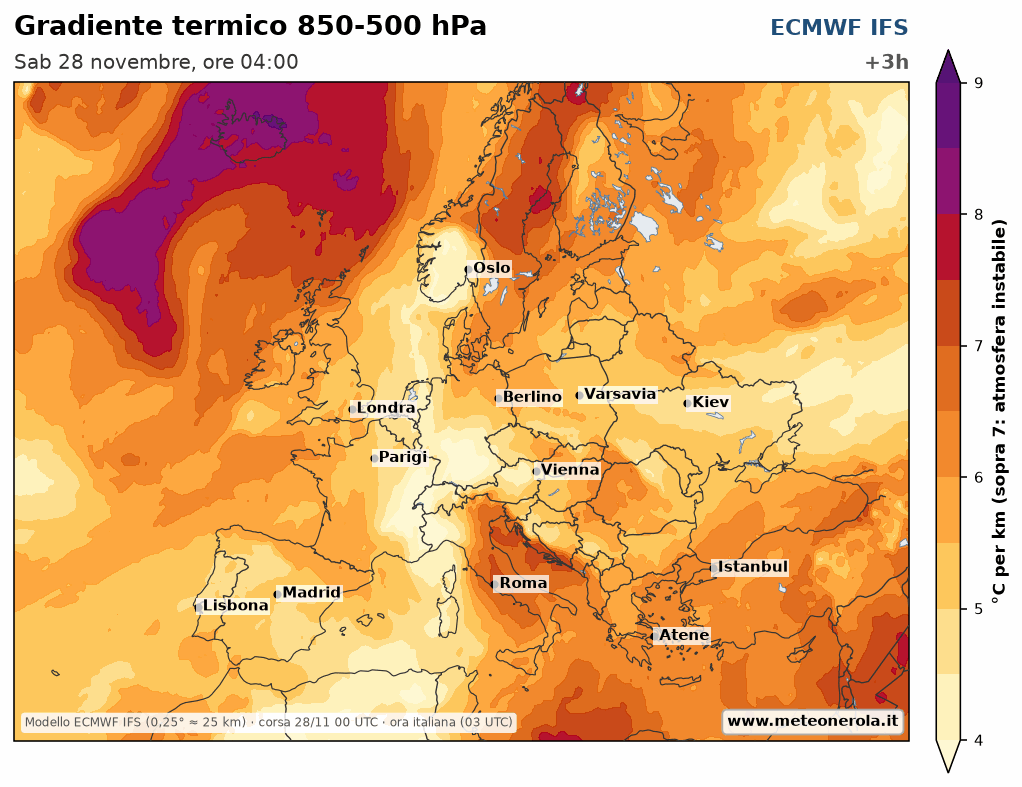 Gradiente termico 850-500 hPa
ECMWF IFS
Sab 28 novembre, ore 04:00
+3h
9
8
7
6
5
4
°C per km (sopra 7: atmosfera instabile)
Oslo
Berlino
Varsavia
Kiev
Londra
Parigi
Vienna
Istanbul
Roma
Madrid
Lisbona
Atene
Modello ECMWF IFS (0,25° ≈ 25 km) · corsa 28/11 00 UTC · ora italiana (03 UTC)
www.meteonerola.it